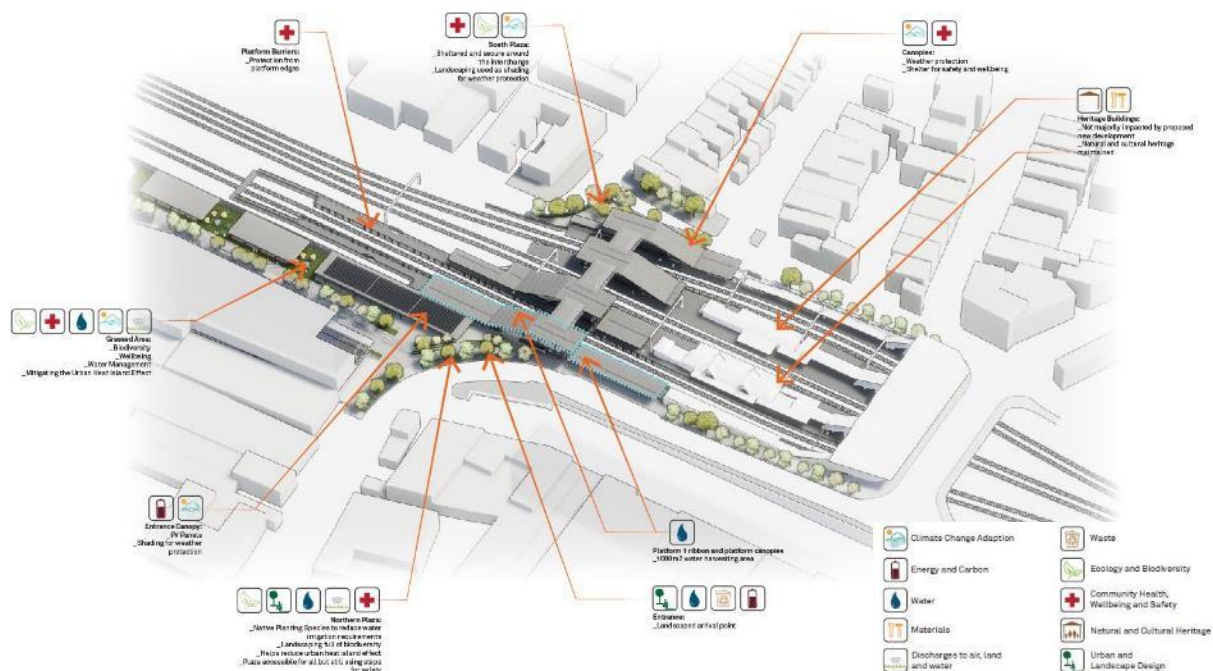 Platform Barriers:
_Protection from
platform edges
South Plaza:
_Sheltered and secure around
the interchange
_Landscaping used as shading
for weather protection
Canopies:
_Weather protection
_Shelter for safety and wellbeing
Heritage Buildings:
_Not majorily impacted by proposed
new development
_Natural and cultural heritage
maintained
Grassed Area:
_Biodiversity
_Wellbeing
_Water Management
_Mitigating the Urban Heat Island Effect
Entrance Canopy:
_PV Panels
_Shading for weather
protection
Northern Plaza:
_Native Planting Species to reduce water
irrigation requirements
_Landscaping full of biodiversity
_Helps reduce urban heat island effect
_Plaza accessible for all but still using steps
for safety
Platform 1 ribbon and platform canopies
_1,000m2 water harvesting area
Entrance:
_Landscaped arrival point
Climate Change Adaption
Energy and Carbon
Water
Materials
Discharges to air, land
and water
Waste
Ecology and Biodiversity
Community Health,
Wellbeing and Safety
Natural and Cultural Heritage
Urban and
Landscape Design